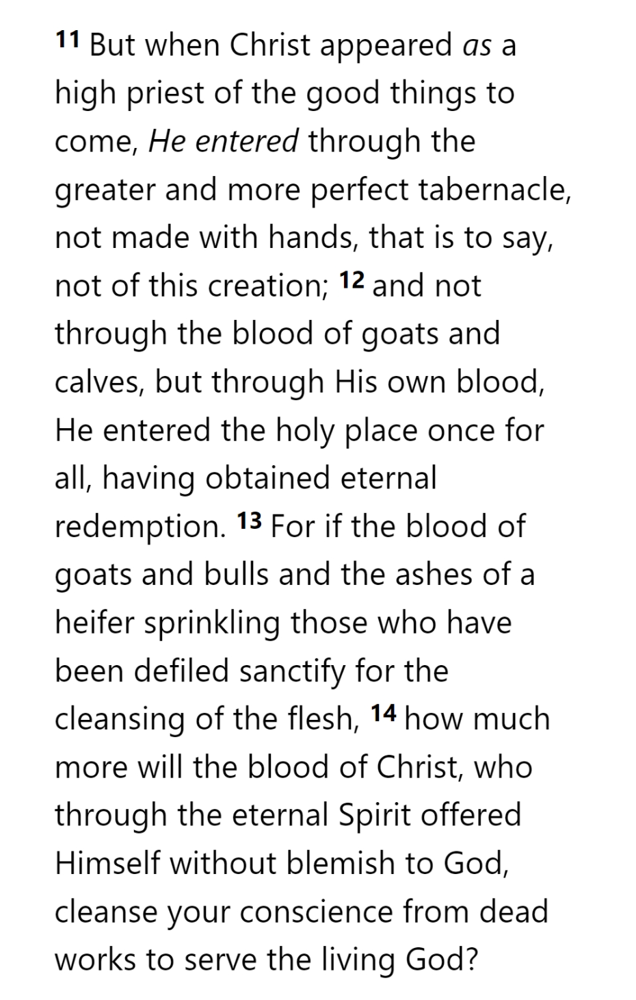 11 But when Christ appeared as a
high priest of the good things to
come, He entered through the
greater and more perfect tabernacle,
not made with hands, that is to say,
not of this creation; 12 and not
through the blood of goats and
calves, but through His own blood,
He entered the holy place once for
all, having obtained eternal
redemption. 13 For if the blood of
goats and bulls and the ashes of a
heifer sprinkling those who have
been defiled sanctify for the
cleansing of the flesh, 14 how much
more will the blood of Christ, who
through the eternal Spirit offered
Himself without blemish to God,
cleanse your conscience from dead
works to serve the living God?